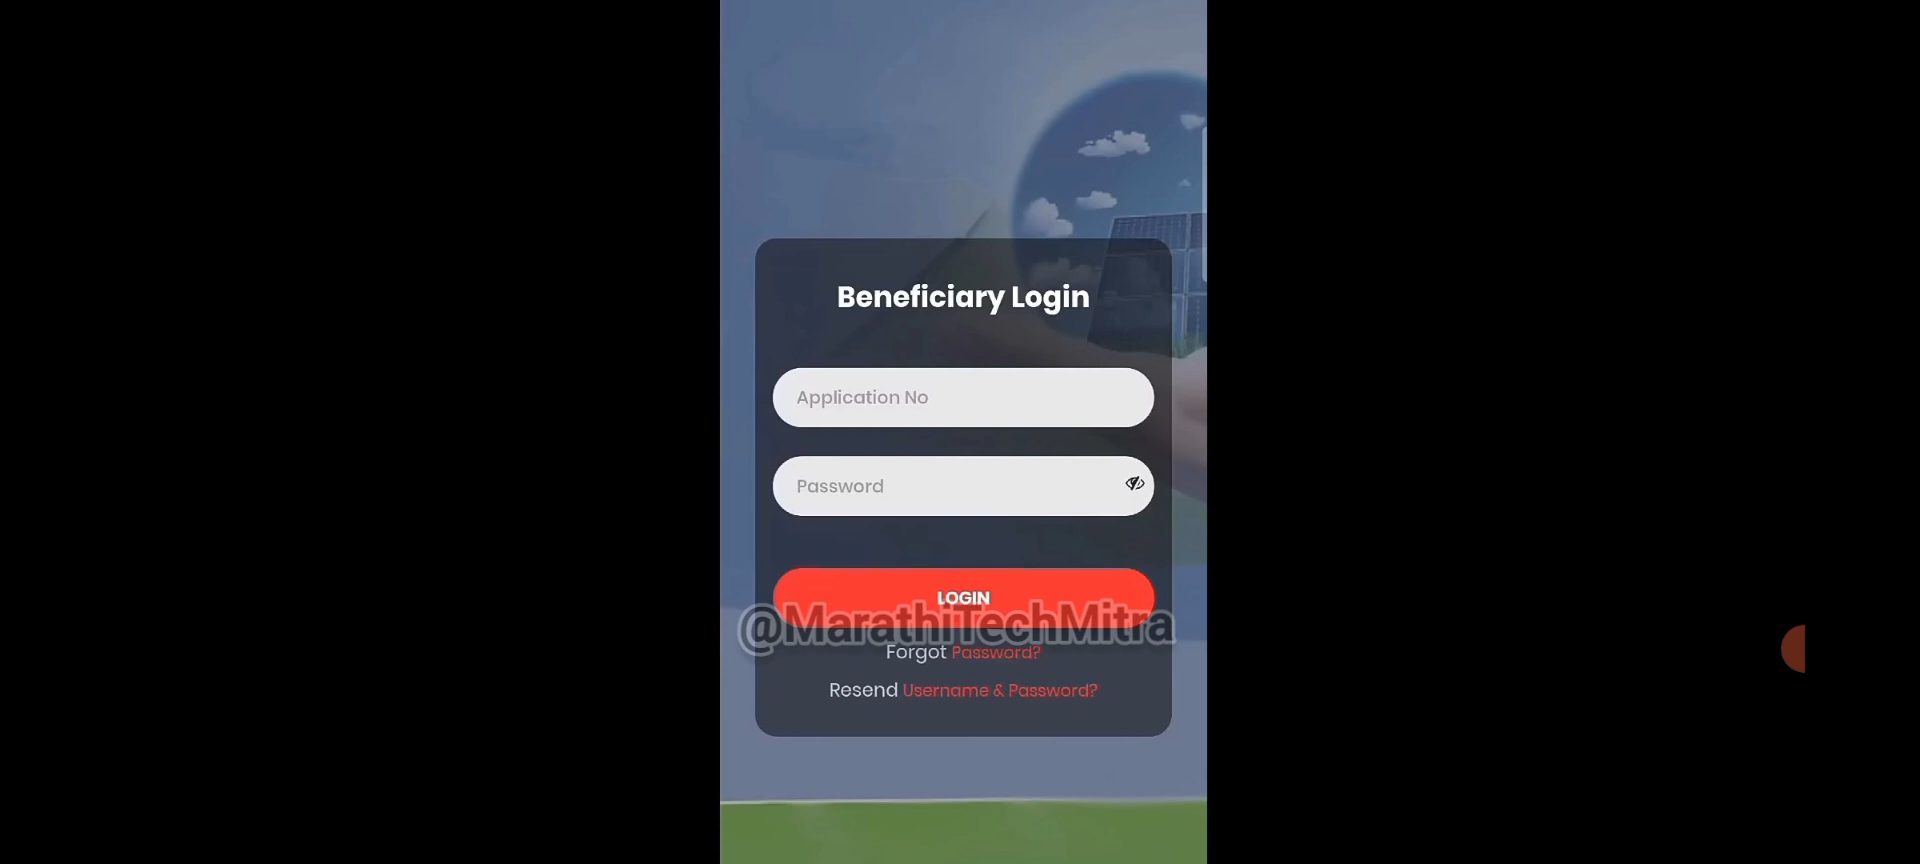 Beneficiary Login
Application No
Password
LOGIN
@MarathiTechMitra
Forgot Password?
Resend Username & Password?